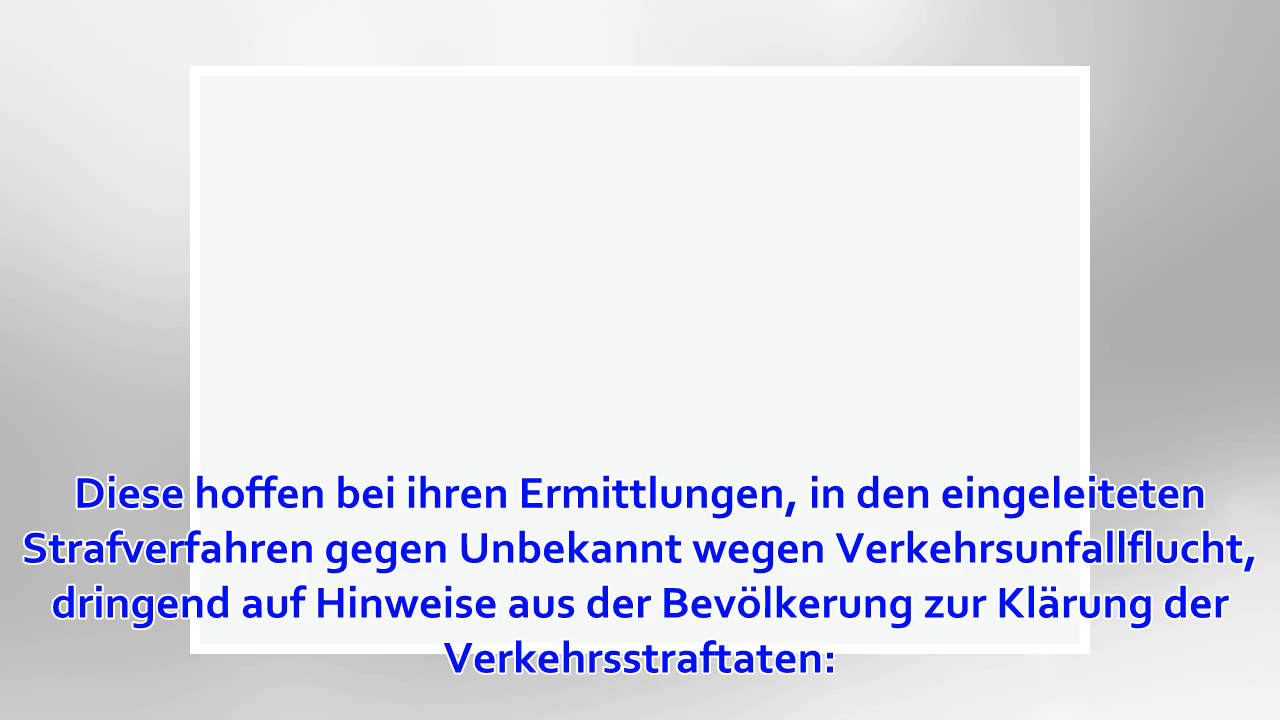 Diese hoffen bei ihren Ermittlungen, in den eingeleiteten
Strafverfahren gegen Unbekannt wegen Verkehrsunfallflucht,
dringend auf Hinweise aus der Bevölkerung zur Klärung der
Verkehrsstraftaten: